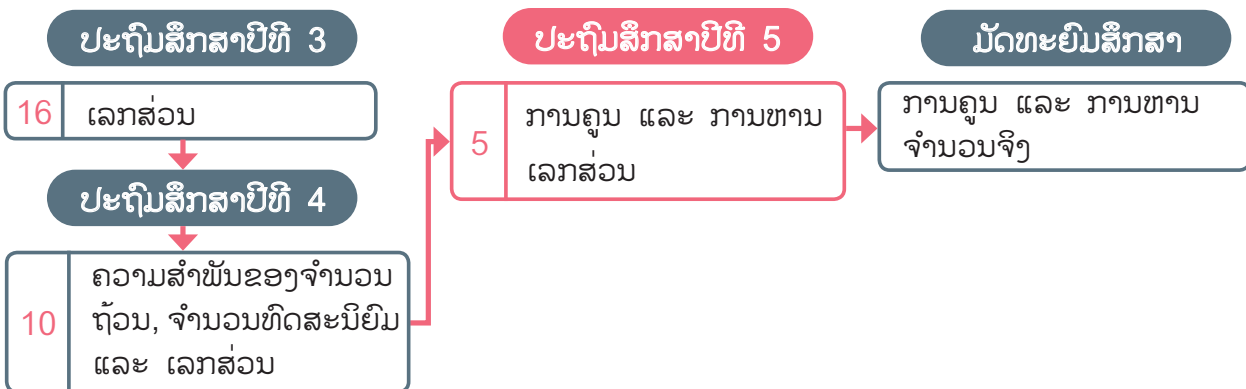 ປະຖົມສຶກສາປີທີ 3
16 ເລກສ່ວນ
ປະຖົມສຶກສາປີທີ 4
10 ຄວາມສຳພັນຂອງຈຳນວນ
ຖ້ວນ, ຈຳນວນທົດສະນິຍົມ
ແລະ ເລກສ່ວນ
ປະຖົມສຶກສາປີທີ 5
5 ການຄູນ ແລະ ການຫານ
ເລກສ່ວນ
ມັດທະຍົມສຶກສາ
ການຄູນ ແລະ ການຫານ
ຈຳນວນຈິງ